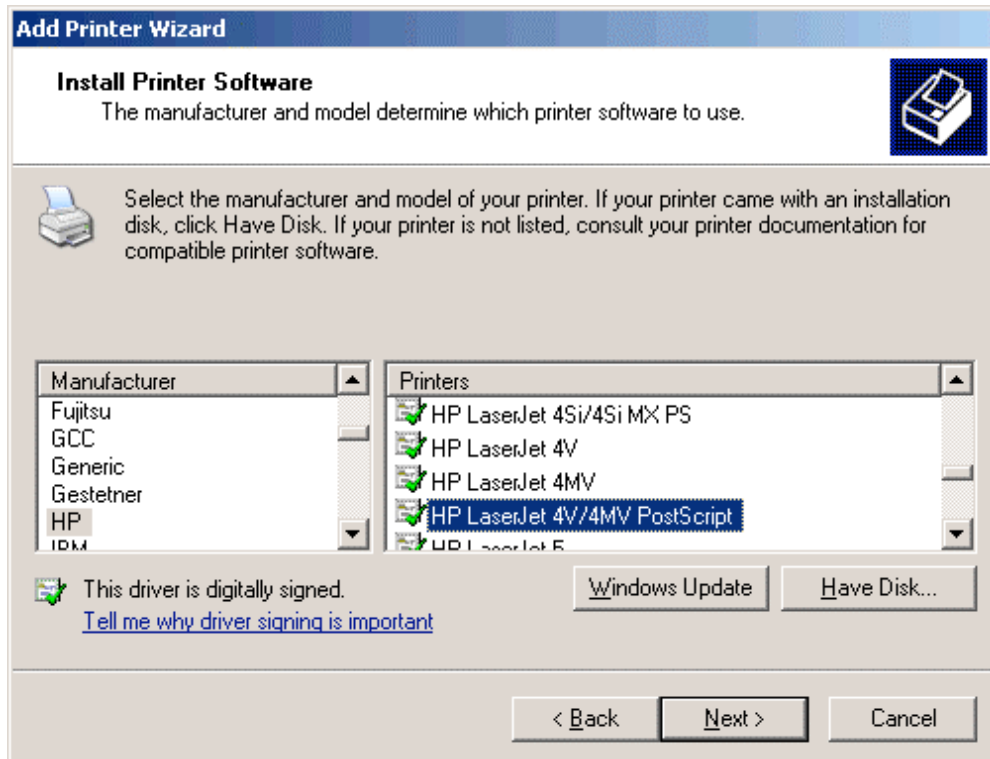 Add Printer Wizard
Install Printer Software
The manufacturer and model determine which printer software to use.
Select the manufacturer and model of your printer. If your printer came with an installation
disk, click Have Disk. If your printer is not listed, consult your printer documentation for
compatible printer software.
Manufacturer
Fujitsu
GCC
Generic
Gestetner
HP
IBM
Printers
HP LaserJet 4Si/4Si MX PS
HP LaserJet 4V
HP LaserJet 4MV
HP LaserJet 4V/4MV PostScript
HP LaserJet 5
This driver is digitally signed.
Tell me why driver signing is important
Windows Update
Have Disk...
< Back
Next >
Cancel